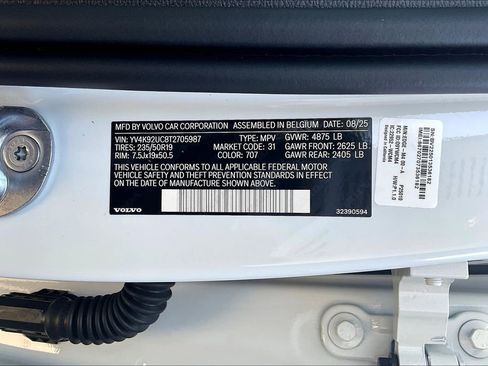 MFD BY: VOLVO CAR CORPORATION ASSEMBLED IN BELGIUM 08/25
VIN: YV4K92UC8T2705987 TYPE: MPV GVWR: 4875 LB
TIRES: 235/50R19 MARKET CODE: 31 GAWR FRONT: 2625 LB
RIM: 7.5Jx19x50.5 COLOR: 707 GAWR REAR: 2405 LB
THIS VEHICLE CONFORMS TO ALL APPLICABLE FEDERAL MOTOR
VEHICLE SAFETY, BUMPER, AND THEFT PREVENTION STANDARDS
IN EFFECT ON THE DATE OF MANUFACTURE SHOWN ABOVE
VOLVO
32390594